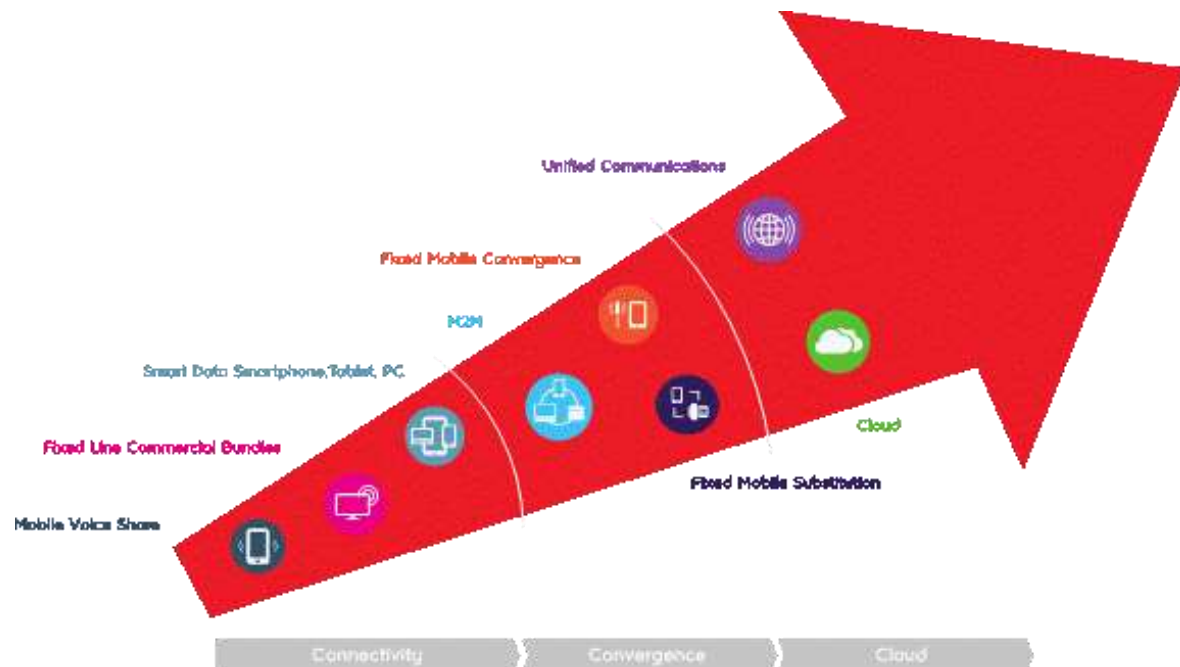 Unified Communications
Fixed Mobile Convergence
M2M
Smart Data Smartphone,Tablet, PC
Fixed Line Commercial Bundles
Cloud
Fixed Mobile Substitution
Mobile Voice Share
Connectivity
Convergence
Cloud